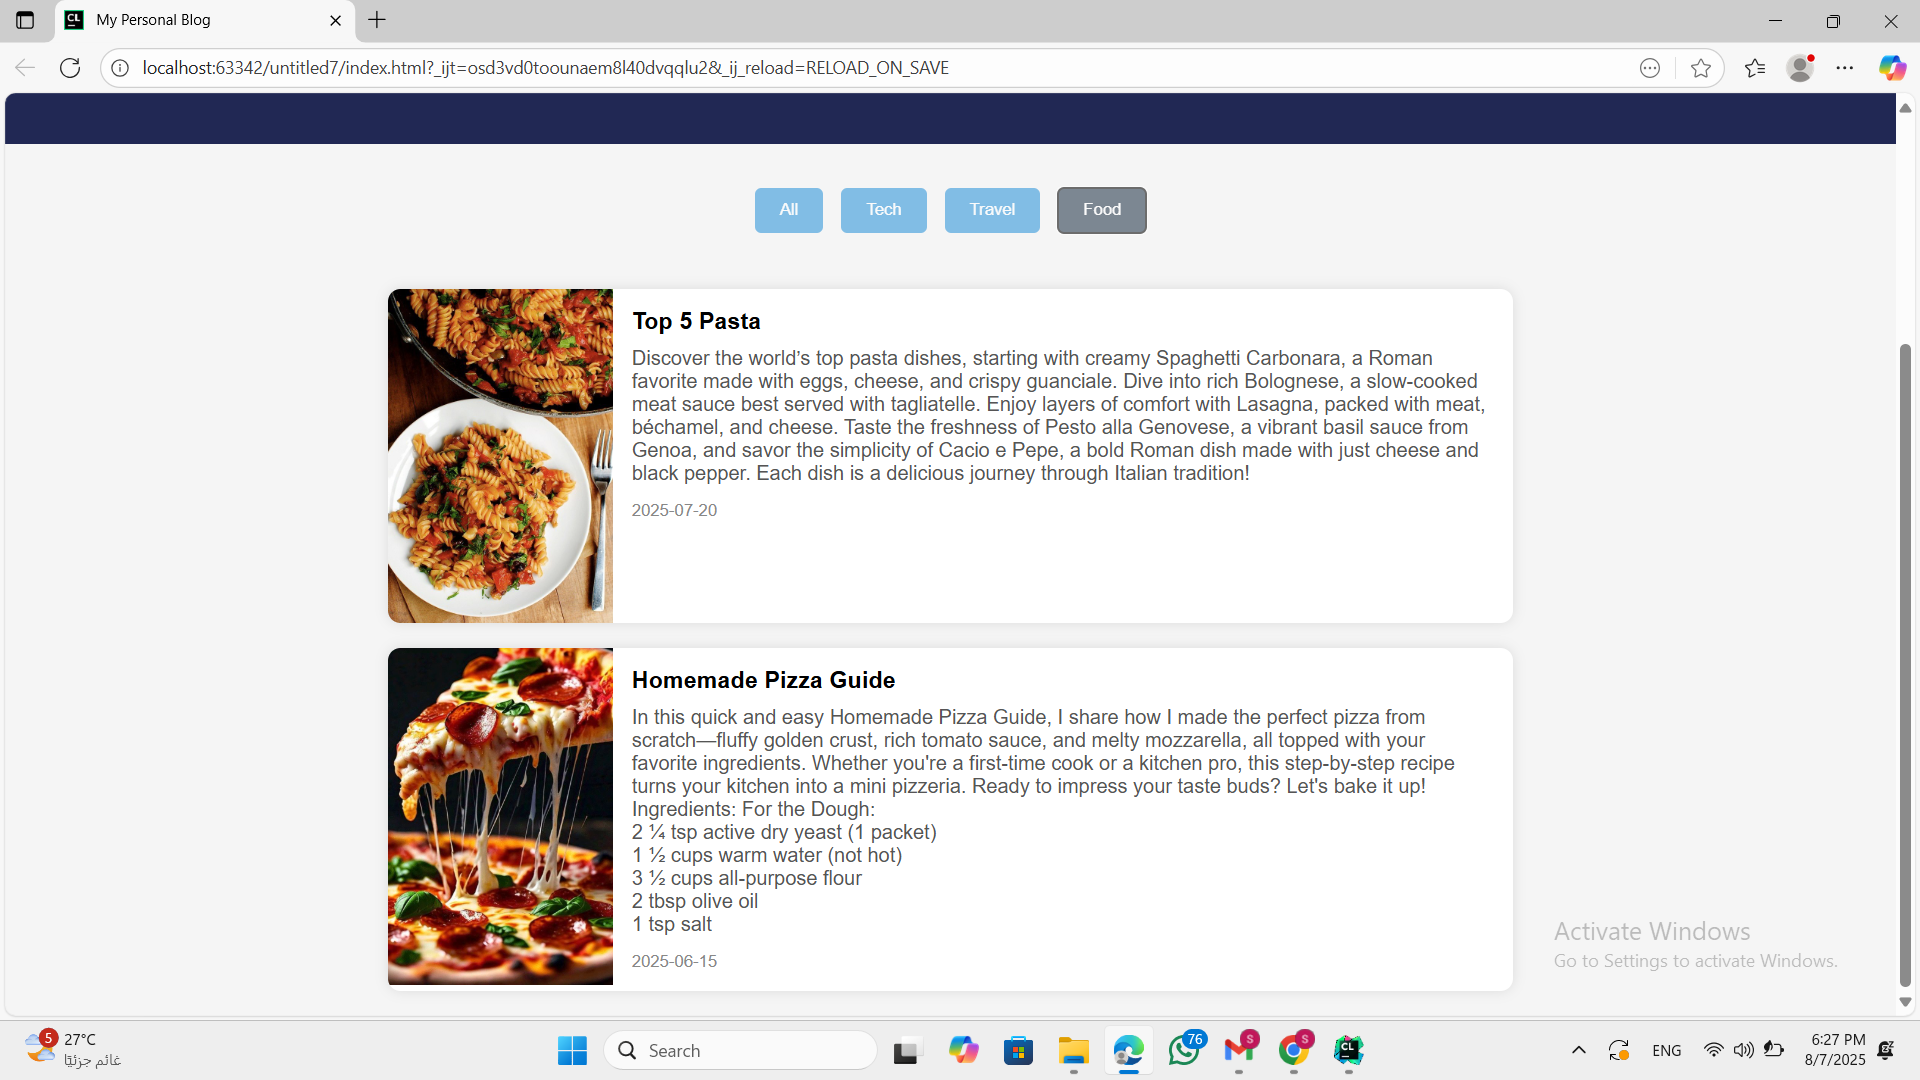 My Personal Blog
localhost:63342/untitled7/index.html?_ijt=osd3vd0toounaem8l40dvqqlu2&_ij_reload=RELOAD_ON_SAVE
All
Tech
Travel
Food
Top 5 Pasta
Discover the world’s top pasta dishes, starting with creamy Spaghetti Carbonara, a Roman
favorite made with eggs, cheese, and crispy guanciale. Dive into rich Bolognese, a slow-cooked
meat sauce best served with tagliatelle. Enjoy layers of comfort with Lasagna, packed with meat,
béchamel, and cheese. Taste the freshness of Pesto alla Genovese, a vibrant basil sauce from
Genoa, and savor the simplicity of Cacio e Pepe, a bold Roman dish made with just cheese and
black pepper. Each dish is a delicious journey through Italian tradition!
2025-07-20
Homemade Pizza Guide
In this quick and easy Homemade Pizza Guide, I share how I made the perfect pizza from
scratch—fluffy golden crust, rich tomato sauce, and melty mozzarella, all topped with your
favorite ingredients. Whether you're a first-time cook or a kitchen pro, this step-by-step recipe
turns your kitchen into a mini pizzeria. Ready to impress your taste buds? Let's bake it up!
Ingredients: For the Dough:
2 ¼ tsp active dry yeast (1 packet)
1 ½ cups warm water (not hot)
3 ½ cups all-purpose flour
2 tbsp olive oil
1 tsp salt
2025-06-15
Activate Windows
Go to Settings to activate Windows.
5
27°C
غائم جزئيًا
Search
76
S
S
CL
ENG
6:27 PM
8/7/2025